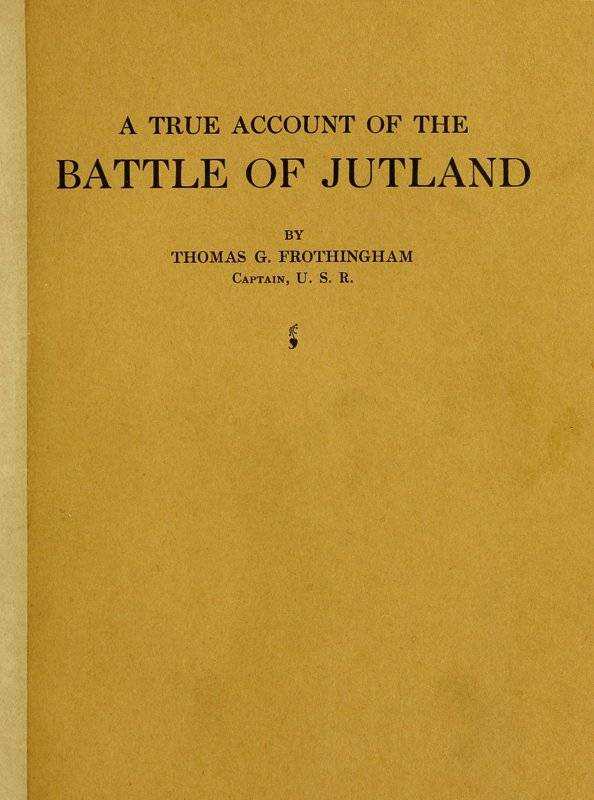 A TRUE ACCOUNT OF THE
BATTLE OF JUTLAND
BY
THOMAS G. FROTHINGHAM
CAPTAIN, U. S. R.